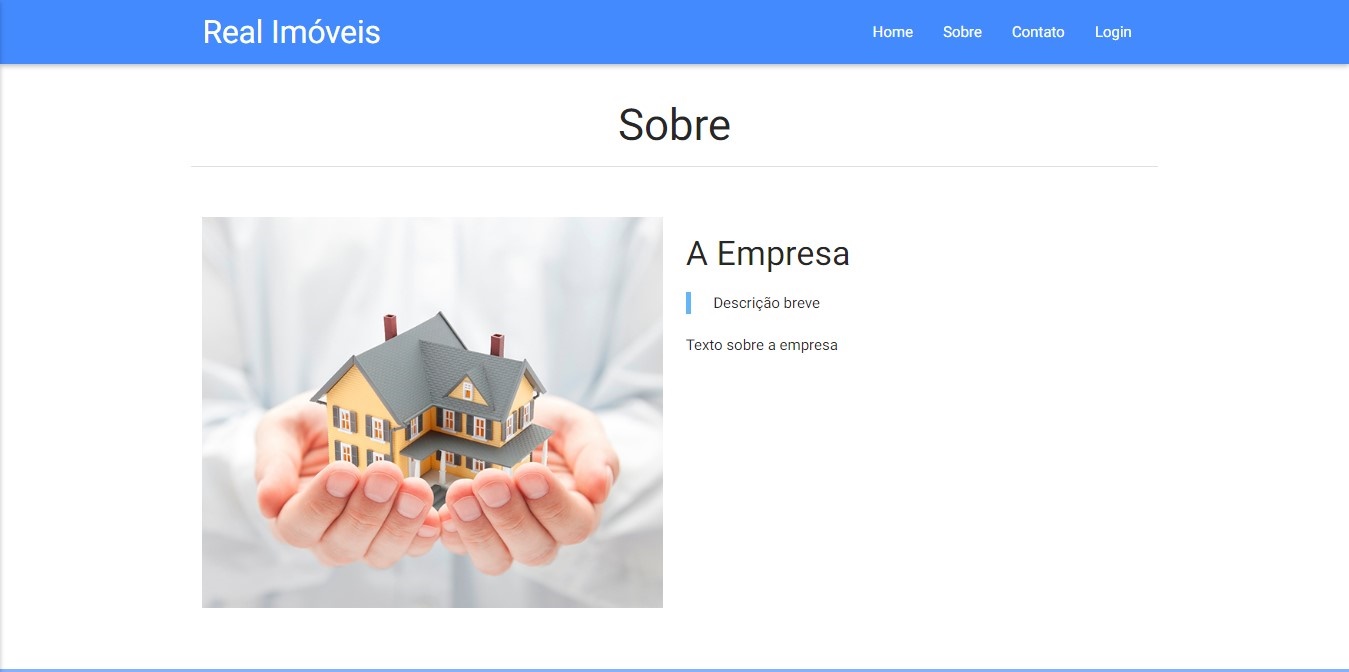 Real Imóveis
Home Sobre Contato Login
Sobre
A Empresa
Descrição breve
Texto sobre a empresa